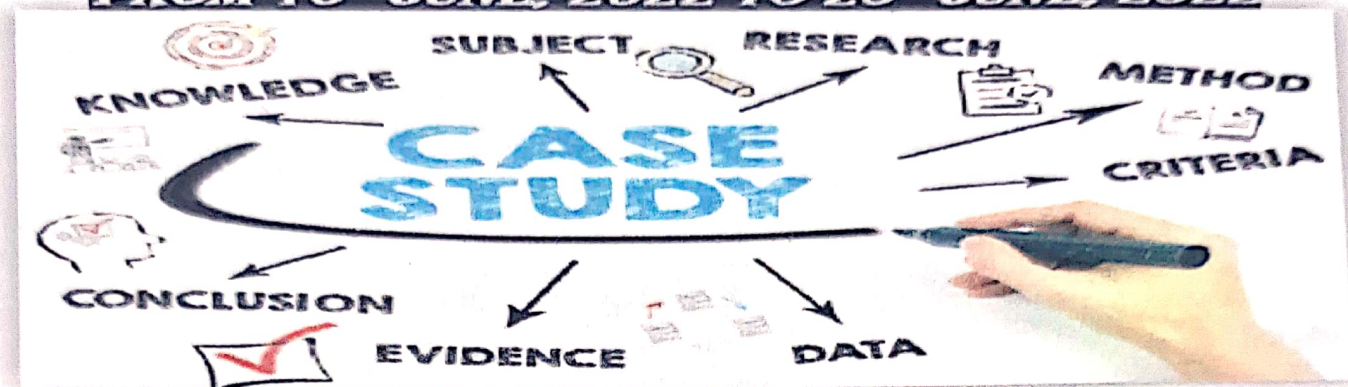 SUBJECT
RESEARCH
METHOD
KNOWLEDGE
CASE
STUDY
CRITERIA
CONCLUSION
EVIDENCE
DATA